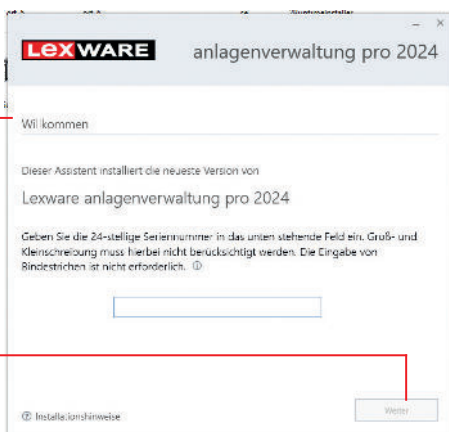 LEXWARE
anlagenverwaltung pro 2024
Willkommen
Dieser Assistent installiert die neueste Version von
Lexware anlagenverwaltung pro 2024
Geben Sie die 24-stellige Seriennummer in das unten stehende Feld ein. Groß- und
Kleinschreibung muss hierbei nicht berücksichtigt werden. Die Eingabe von
Bindestrichen ist nicht erforderlich.
Installationshinweise
Weiter